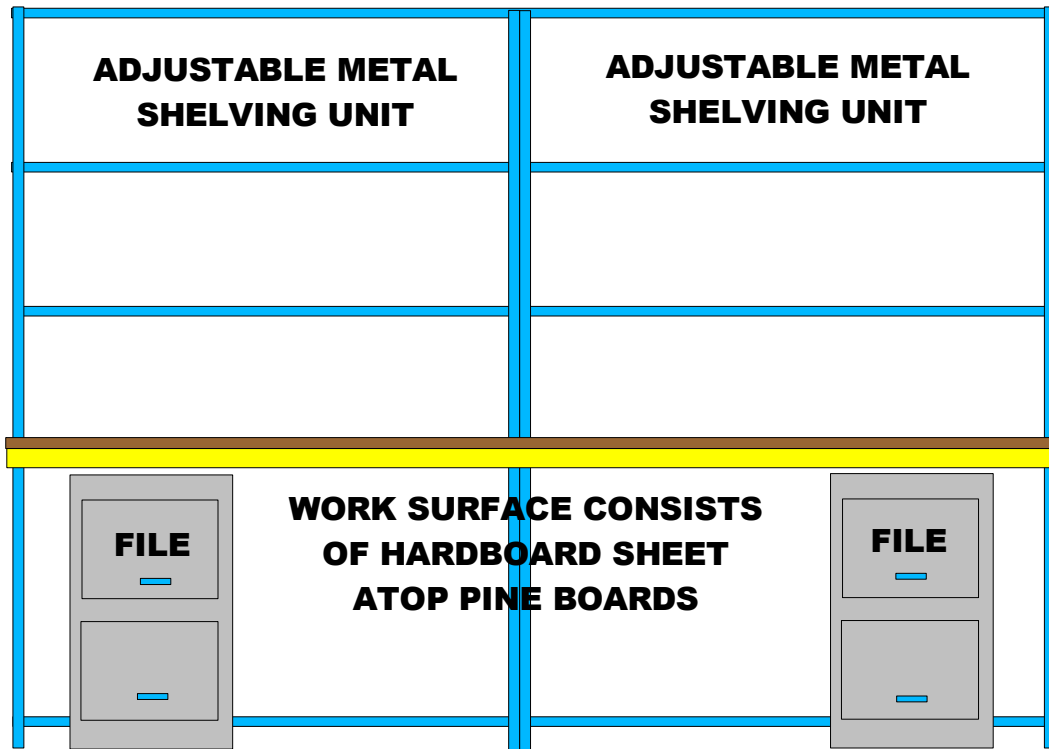 ADJUSTABLE METAL
SHELVING UNIT
ADJUSTABLE METAL
SHELVING UNIT
WORK SURFACE CONSISTS
OF HARDBOARD SHEET
ATOP PINE BOARDS
FILE
FILE